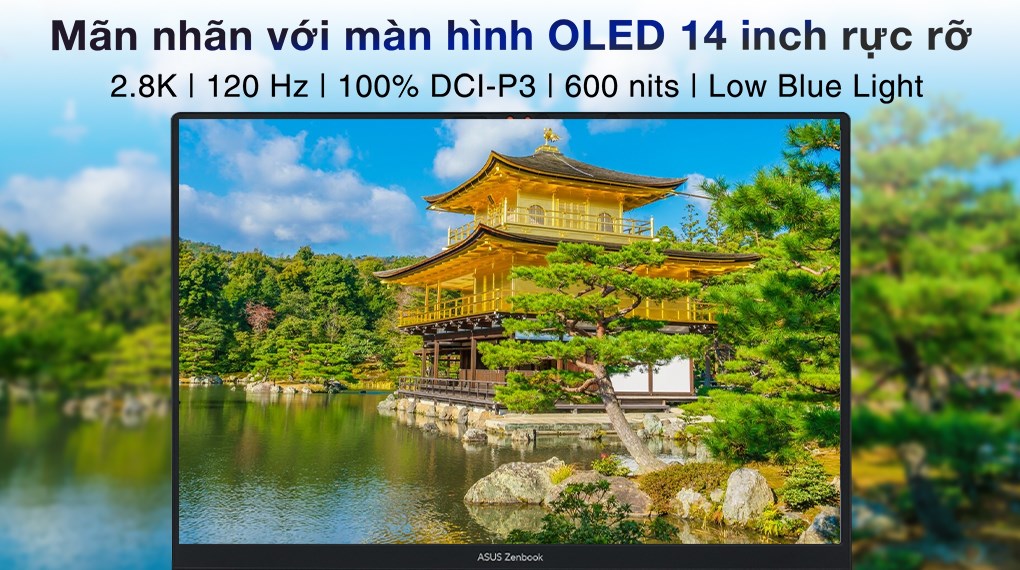 Mãn nhãn với màn hình OLED 14 inch rực rỡ
2.8K | 120 Hz | 100% DCI-P3 | 600 nits | Low Blue Light
ASUS Zenbook